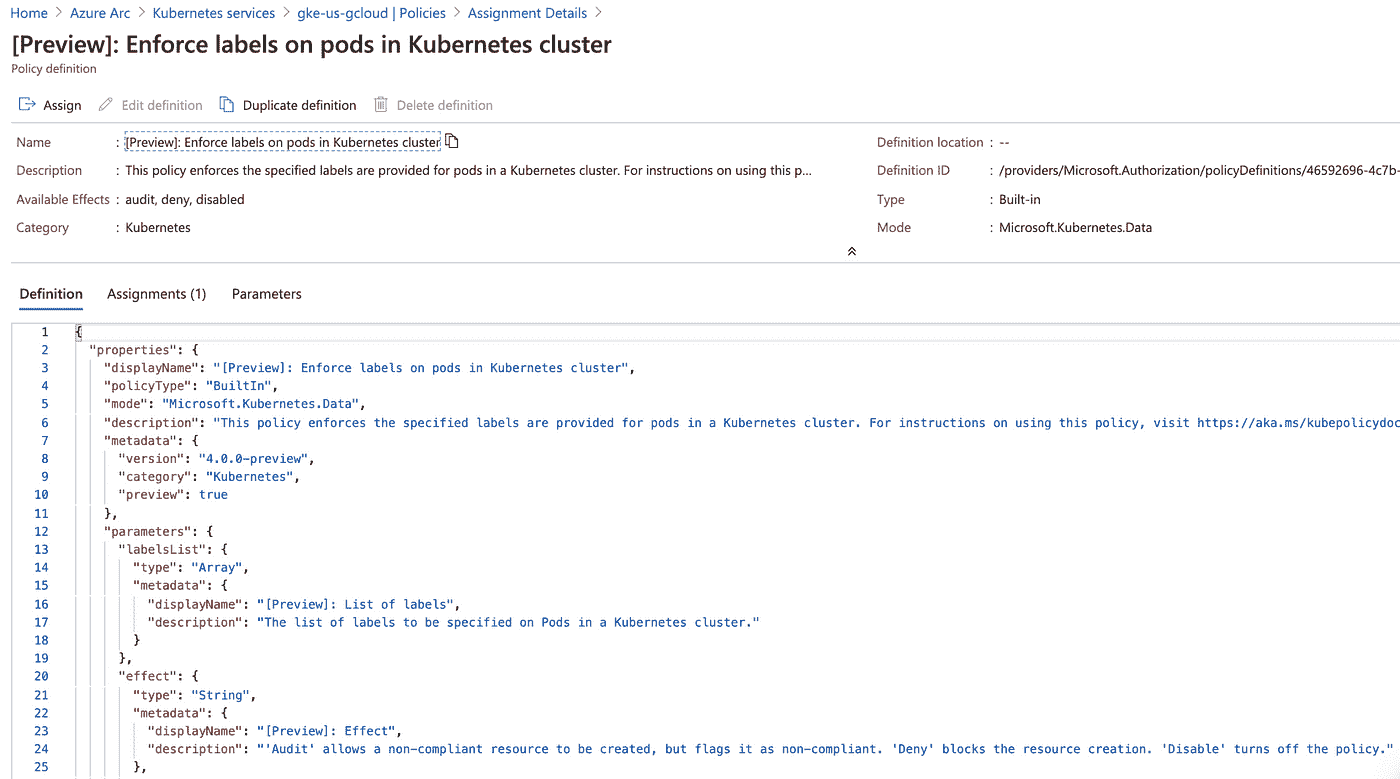 Home > Azure Arc > Kubernetes services > gke-us-gcloud | Policies > Assignment Details >
[Preview]: Enforce labels on pods in Kubernetes cluster
Policy definition
Assign Edit definition Duplicate definition Delete definition
Name : [Preview]: Enforce labels on pods in Kubernetes cluster
Definition location : --
Description : This policy enforces the specified labels are provided for pods in a Kubernetes cluster. For instructions on using this p...
Definition ID : /providers/Microsoft.Authorization/policyDefinitions/46592696-4c7b-
Available Effects : audit, deny, disabled
Type : Built-in
Category : Kubernetes
Mode : Microsoft.Kubernetes.Data
Definition Assignments (1) Parameters
1 {
2 "properties": {
3 "displayName": "[Preview]: Enforce labels on pods in Kubernetes cluster",
4 "policyType": "BuiltIn",
5 "mode": "Microsoft.Kubernetes.Data",
6 "description": "This policy enforces the specified labels are provided for pods in a Kubernetes cluster. For instructions on using this policy, visit https://aka.ms/kubepolicydoc
7 "metadata": {
8 "version": "4.0.0-preview",
9 "category": "Kubernetes",
10 "preview": true
11 },
12 "parameters": {
13 "labelsList": {
14 "type": "Array",
15 "metadata": {
16 "displayName": "[Preview]: List of labels",
17 "description": "The list of labels to be specified on Pods in a Kubernetes cluster."
18 }
19 },
20 "effect": {
21 "type": "String",
22 "metadata": {
23 "displayName": "[Preview]: Effect",
24 "description": "'Audit' allows a non-compliant resource to be created, but flags it as non-compliant. 'Deny' blocks the resource creation. 'Disable' turns off the policy."
25 },